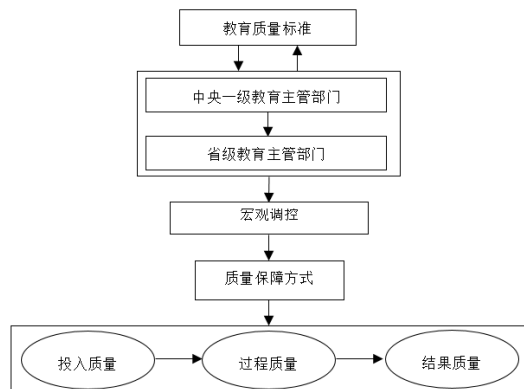 教育质量标准
中央一级教育主管部门
省级教育主管部门
宏观调控
质量保障方式
投入质量
过程质量
结果质量